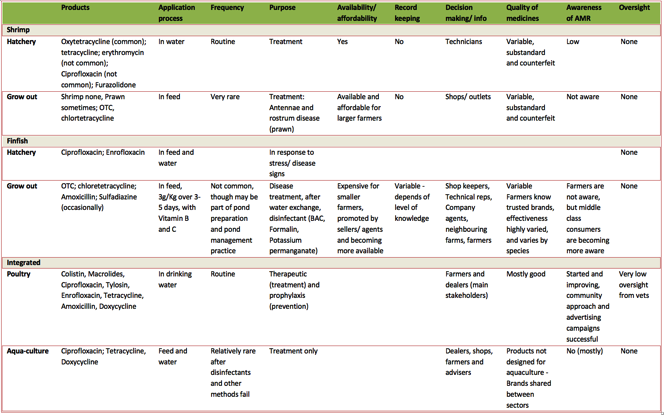 Products Application process Frequency Purpose Availability/ affordability Record keeping Decision making/ info Quality of medicines Awareness of AMR Oversight
Shrimp
Hatchery Oxytetracycline (common); tetracycline; erythromycin (not common); Ciprofloxacin (not common); Furazolidone In water Routine Treatment Yes No Technicians Variable, substandard and counterfeit Low None
Grow out Shrimp none, Prawn sometimes; OTC, chlortetracycline In feed Very rare Treatment: Antennae and rostrum disease (prawn) Available and affordable for larger farmers No Shops/ outlets Variable, substandard and counterfeit Not aware None
Finfish
Hatchery Ciprofloxacin; Enrofloxacin In feed and water In response to stress/ disease signs None
Grow out OTC; chloretetracycline; Amoxicillin; Sulfadiazine (occasionally) In feed, 3g/Kg over 3-5 days, with Vitamin B and C Not common, though may be part of pond preparation and pond management practice Disease treatment, after water exchange, disinfectant (BAC, Formalin, Potassium permanganate) Expensive for smaller farmers, promoted by sellers/ agents and becoming more available Variable - depends of level of knowledge Shop keepers, Technical reps, Company agents, neighbouring farms, farmers Variable Farmers know trusted brands, effectiveness highly varied, and varies by species Farmers are not aware, but middle class consumers are becoming more aware None
Integrated
Poultry Colistin, Macrolides, Ciprofloxacin, Tylosin, Enrofloxacin, Tetracycline, Amoxicillin, Doxycycline In drinking water Routine Therapeutic (treatment) and prophylaxis (prevention) Farmers and dealers (main stakeholders) Mostly good Started and improving, community approach and advertising campaigns successful Very low oversight from vets
Aqua-culture Ciprofloxacin; Tetracycline, Doxycycline Feed and water Relatively rare after disinfectants and other methods fail Treatment only Dealers, shops, farmers and advisers Products not designed for aquaculture - Brands shared between sectors No (mostly) None